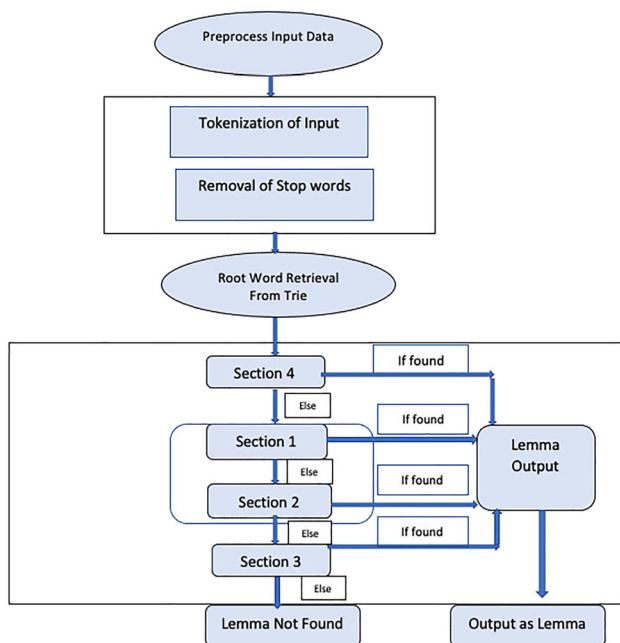 Preprocess Input Data
Tokenization of Input
Removal of Stop words
Root Word Retrieval
From Trie
If found
Section 4
Else
If found
Section 1
Lemma
Output
Else
If found
Section 2
Else
If found
Section 3
Else
Lemma Not Found
Output as Lemma